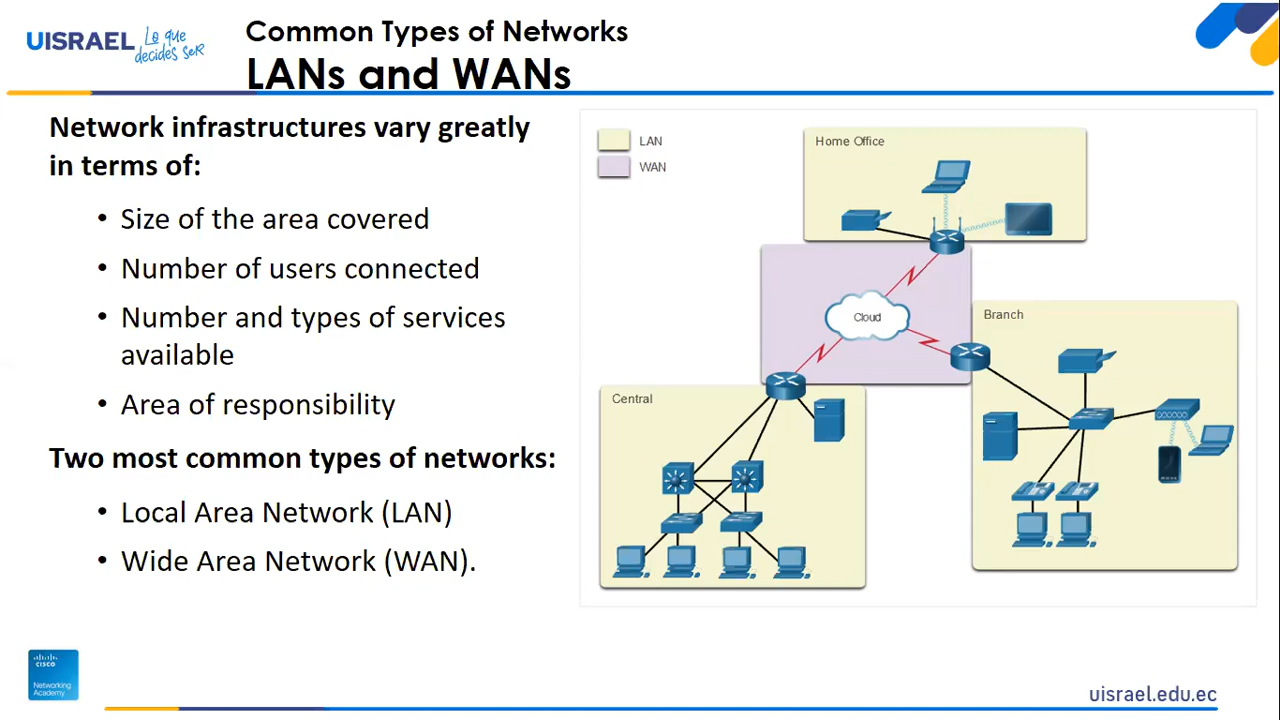 UISRAEL Lo que
decides seR
Common Types of Networks
LANs and WANs
Network infrastructures vary greatly
in terms of:
• Size of the area covered
• Number of users connected
• Number and types of services
available
• Area of responsibility
Two most common types of networks:
• Local Area Network (LAN)
• Wide Area Network (WAN).
LAN
WAN
Home Office
Cloud
Branch
Central
CISCO
Networking
Academy
uisrael.edu.ec